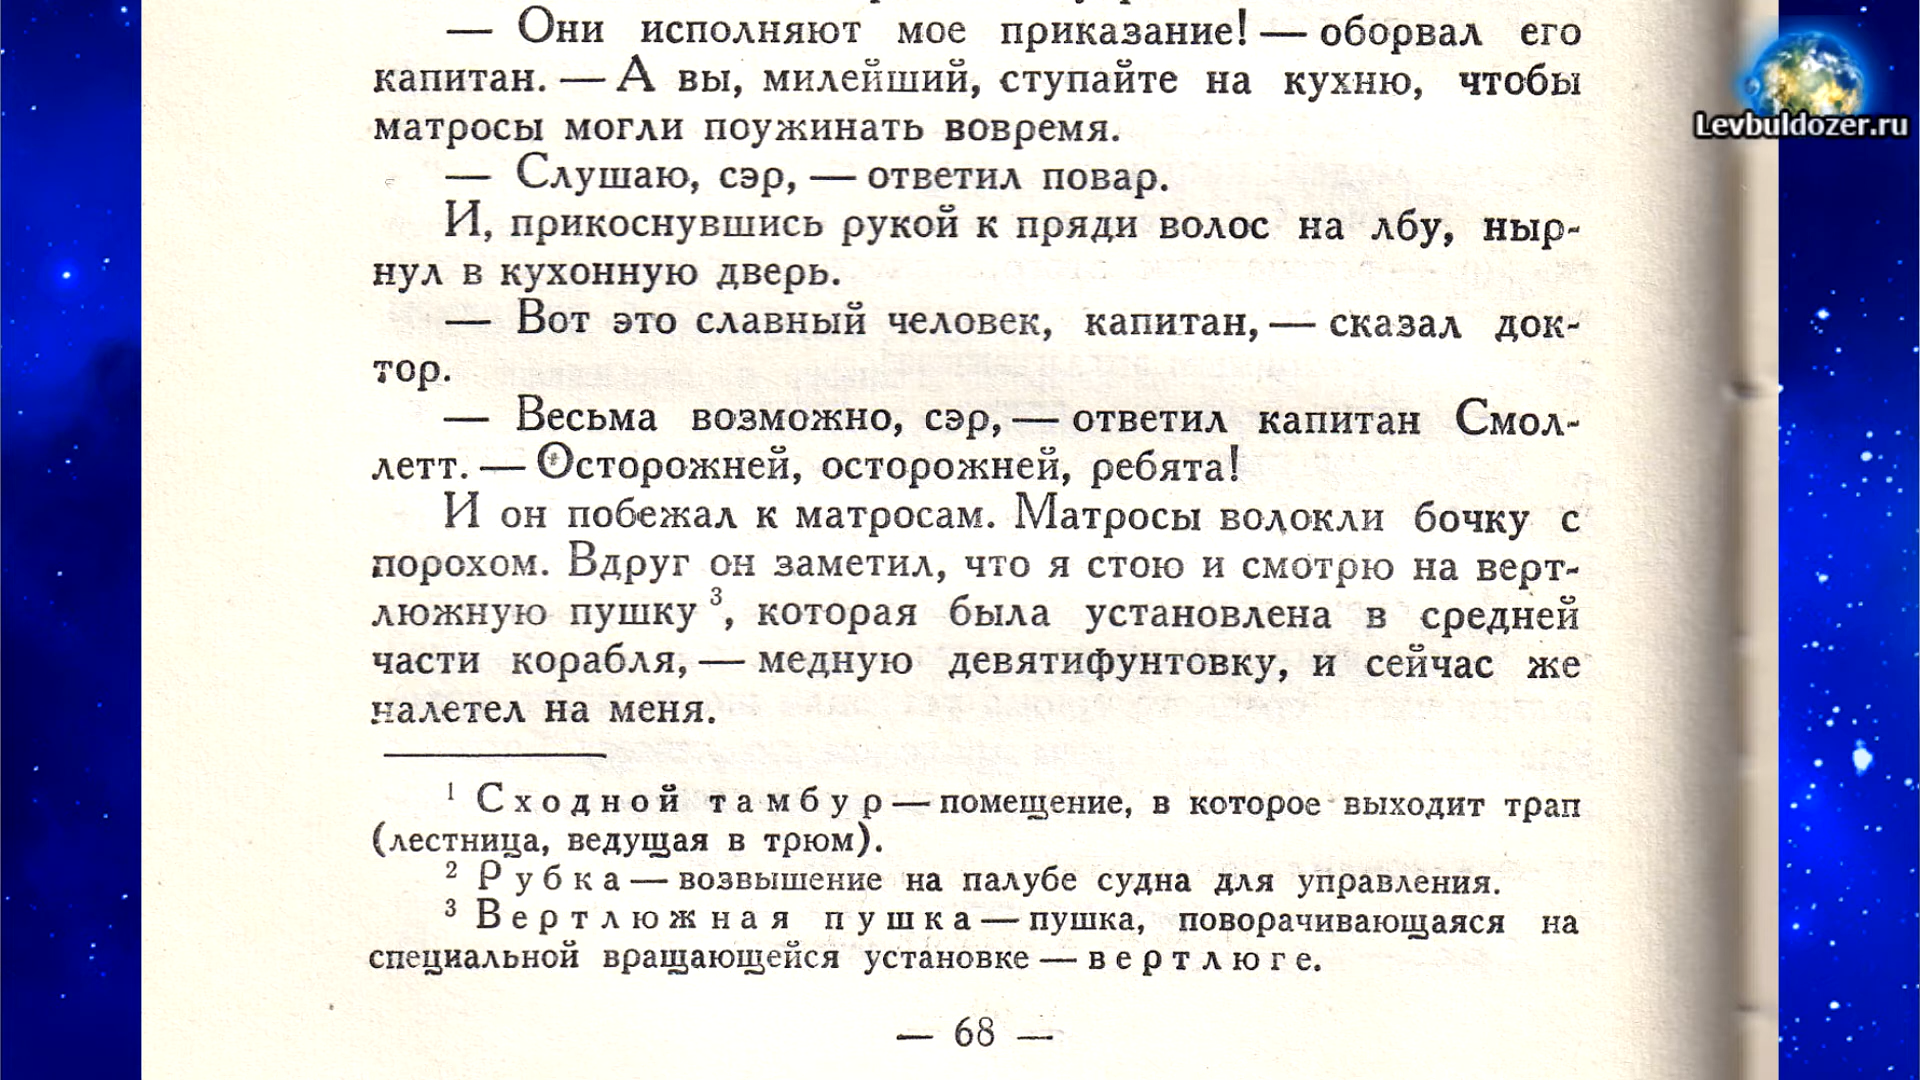 — Они исполняют мое приказание! — оборвал его
капитан. — А вы, милейший, ступайте на кухню, чтобы
матросы могли поужинать вовремя.
— Слушаю, сэр, — ответил повар.
И, прикоснувшись рукой к пряди волос на лбу, ныр-
нул в кухонную дверь.
— Вот это славный человек, капитан, — сказал док-
тор.
— Весьма возможно, сэр, — ответил капитан Смол-
летт. — Осторожней, осторожней, ребята!
И он побежал к матросам. Матросы волокли бочку с
порохом. Вдруг он заметил, что я стою и смотрю на верт-
люжную пушку ³, которая была установлена в средней
части корабля, — медную девятифунтовку, и сейчас же
налетел на меня.
¹ Сходной тамбур — помещение, в которое выходит трап
(лестница, ведущая в трюм).
² Рубка — возвышение на палубе судна для управления.
³ Вертлюжная пушка — пушка, поворачивающаяся на
специальной вращающейся установке — вертлюге.
— 68 —
Levbuldozer.ru